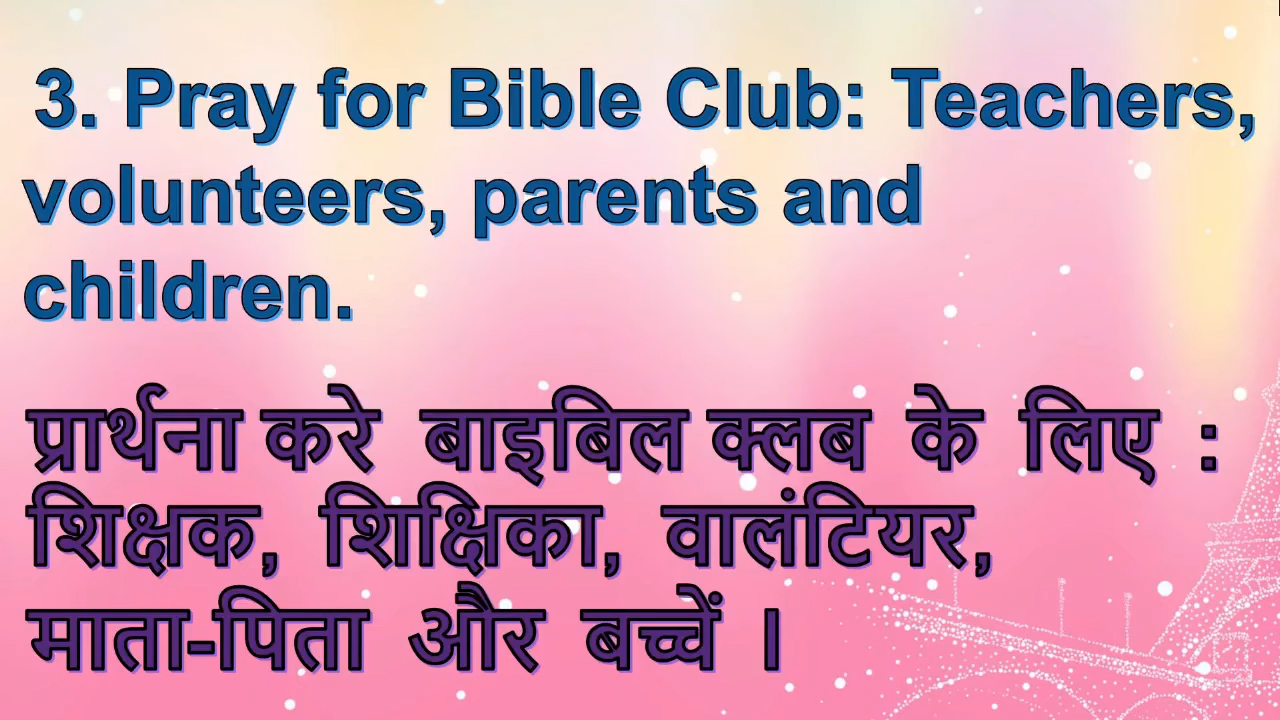 3. Pray for Bible Club: Teachers,
volunteers, parents and
children.
प्रार्थना करे बाइबिल क्लब के लिए :
शिक्षक, शिक्षिका, वालंटियर,
माता-पिता और बच्चें ।